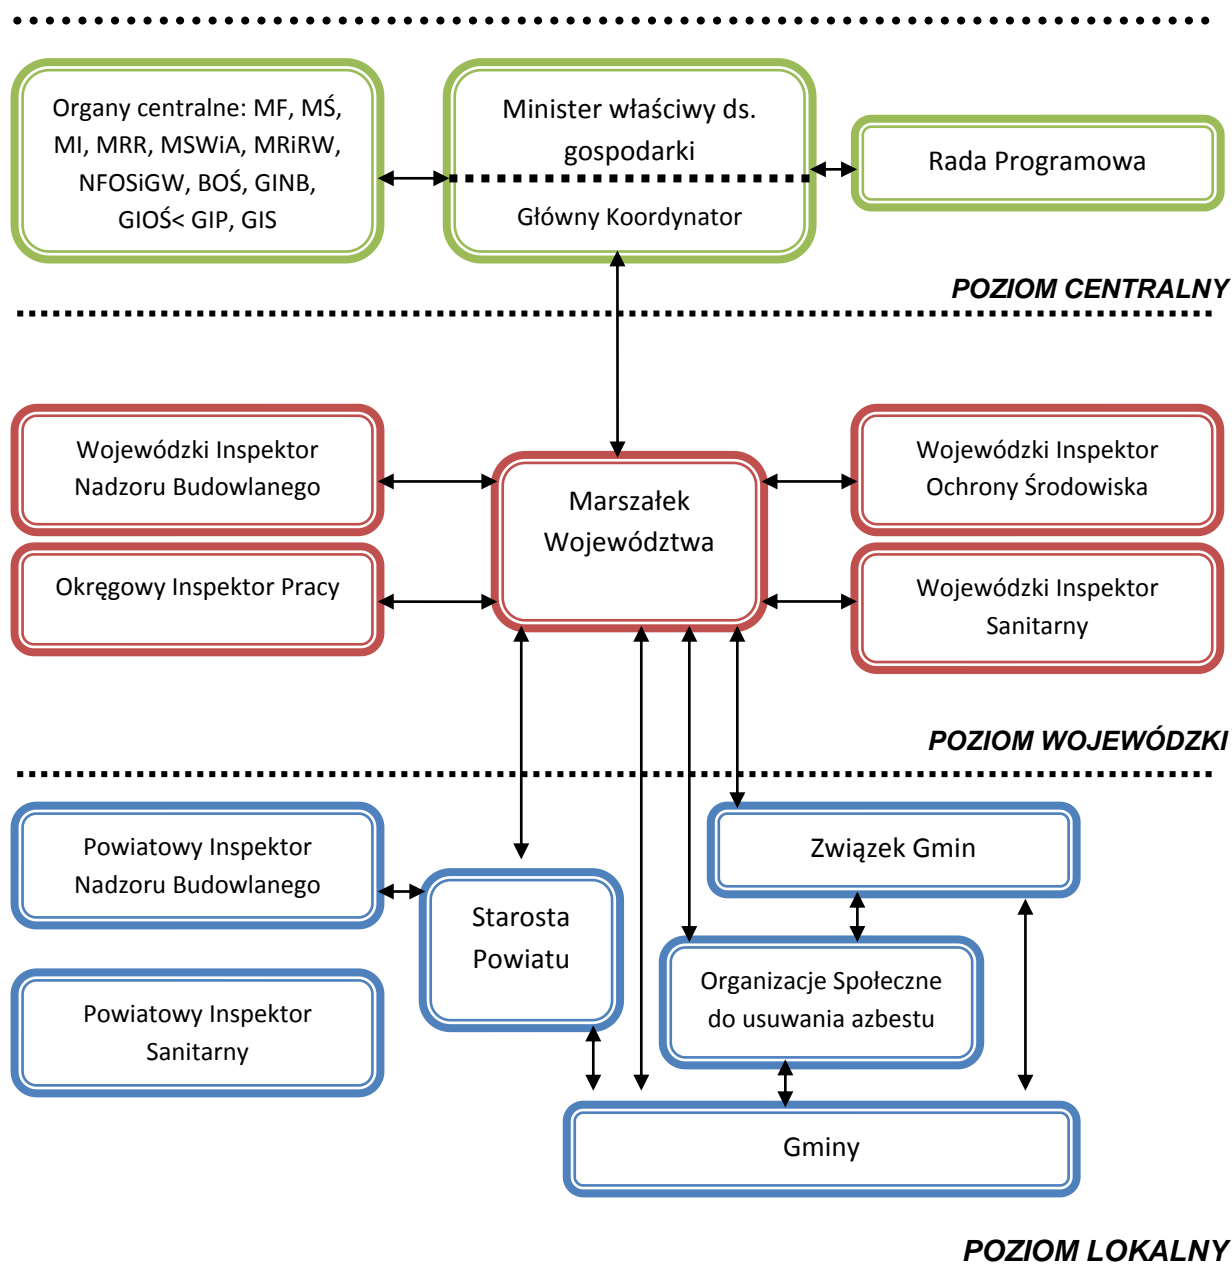 Organy centralne: MF, MŚ,
MI, MRR, MSWiA, MRiRW,
NFOSiGW, BOŚ, GINB,
GIOŚ< GIP, GIS
Minister właściwy ds.
gospodarki
Główny Koordynator
Rada Programowa
POZIOM CENTRALNY
Wojewódzki Inspektor
Nadzoru Budowlanego
Okręgowy Inspektor Pracy
Marszałek
Województwa
Wojewódzki Inspektor
Ochrony Środowiska
Wojewódzki Inspektor
Sanitarny
POZIOM WOJEWÓDZKI
Powiatowy Inspektor
Nadzoru Budowlanego
Powiatowy Inspektor
Sanitarny
Starosta
Powiatu
Związek Gmin
Organizacje Społeczne
do usuwania azbestu
Gminy
POZIOM LOKALNY